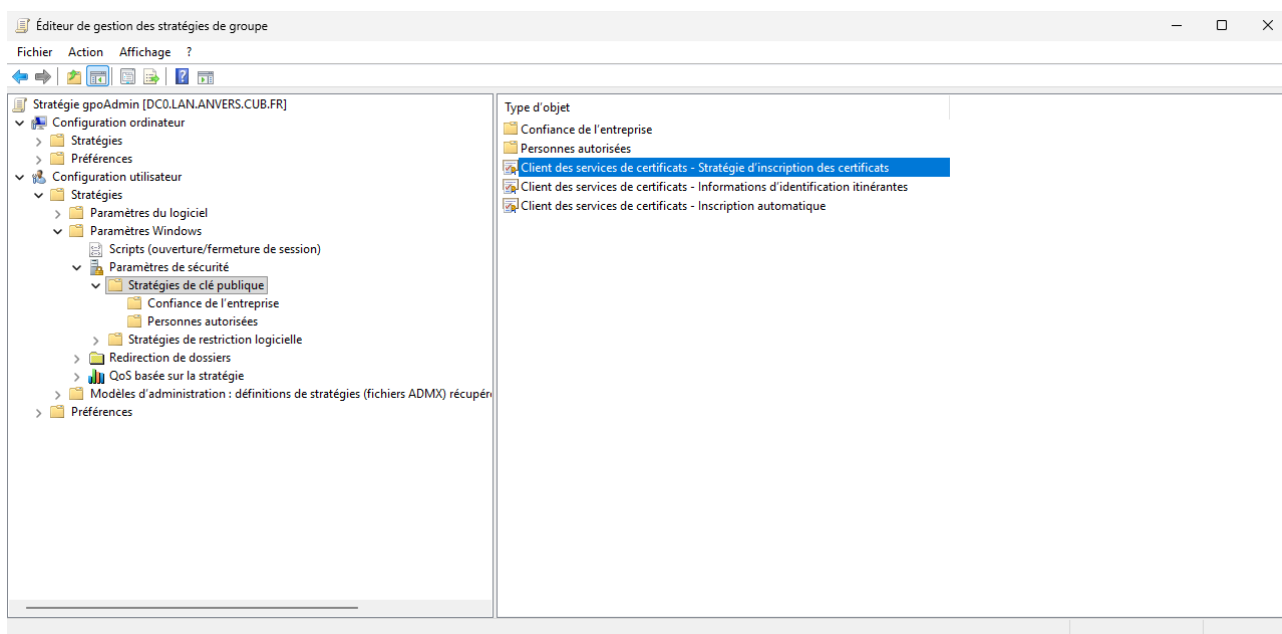 Éditeur de gestion des stratégies de groupe
Fichier Action Affichage ?
Stratégie gpoAdmin [DC0.LAN.ANVERS.CUB.FR]
Configuration ordinateur
Stratégies
Préférences
Configuration utilisateur
Stratégies
Paramètres du logiciel
Paramètres Windows
Scripts (ouverture/fermeture de session)
Paramètres de sécurité
Stratégies de clé publique
Confiance de l'entreprise
Personnes autorisées
Stratégies de restriction logicielle
Redirection de dossiers
QoS basée sur la stratégie
Modèles d'administration : définitions de stratégies (fichiers ADMX) récupér
Préférences
Type d'objet
Confiance de l'entreprise
Personnes autorisées
Client des services de certificats - Stratégie d'inscription des certificats
Client des services de certificats - Informations d'identification itinérantes
Client des services de certificats - Inscription automatique